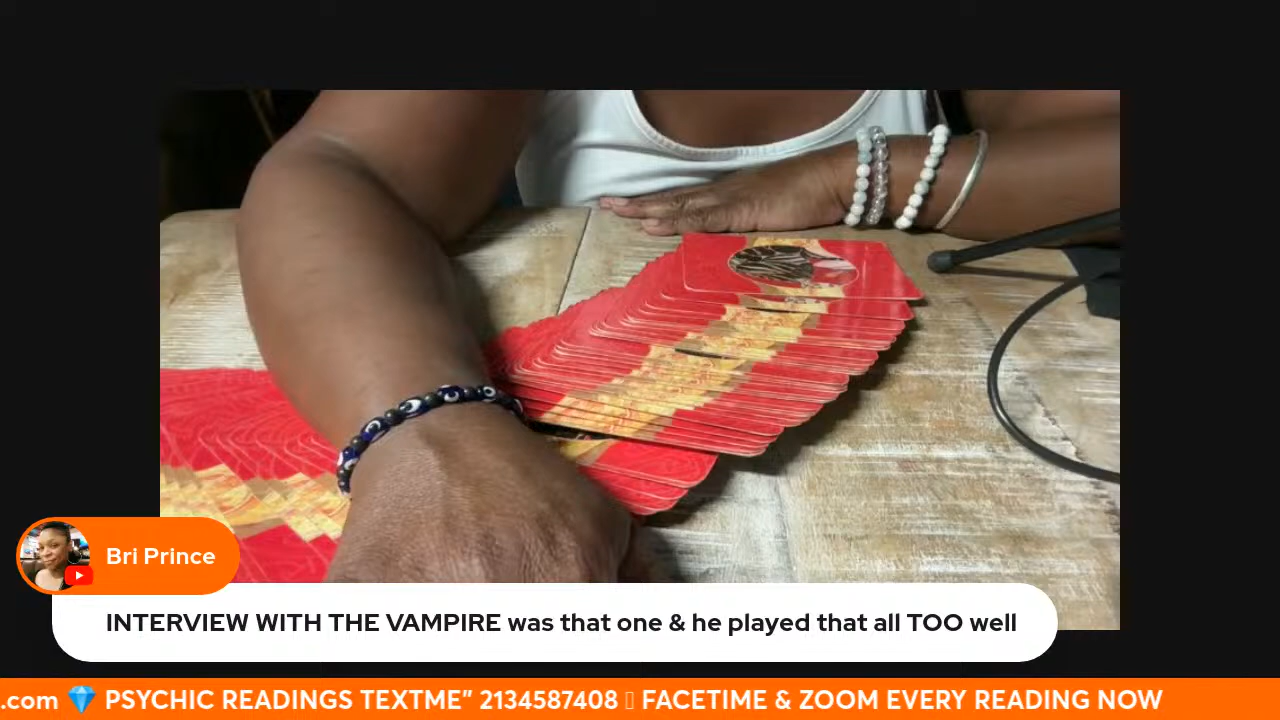 Bri Prince
INTERVIEW WITH THE VAMPIRE was that one & he played that all TOO well
.com 💎 PSYCHIC READINGS TEXTME" 2134587408 ▯ FACETIME & ZOOM EVERY READING NOW